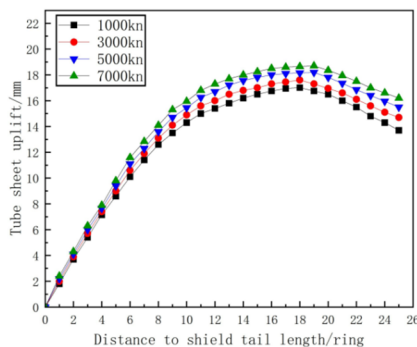 1000kn
3000kn
5000kn
7000kn
22
20
18
16
14
12
10
8
6
4
2
0
0 2 4 6 8 10 12 14 16 18 20 22 24 26
Tube sheet uplift/mm
Distance to shield tail length/ring